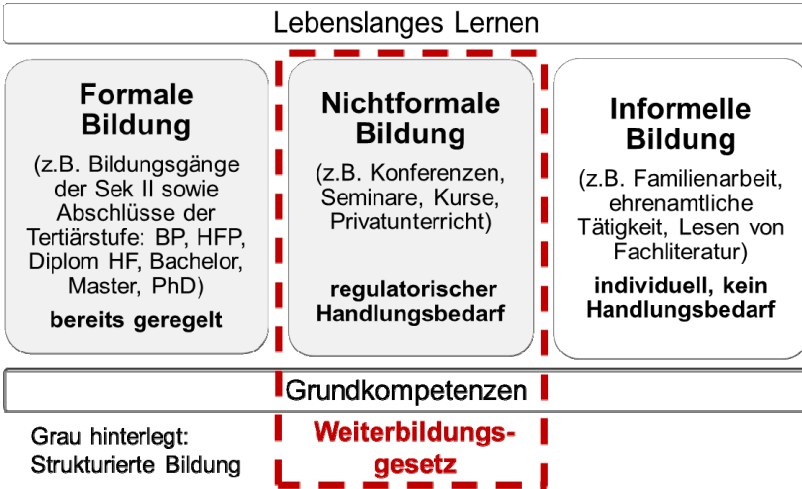 Lebenslanges Lernen
Formale
Bildung
(z.B. Bildungsgänge
der Sek II sowie
Abschlüsse der
Tertiärstufe: BP, HFP,
Diplom HF, Bachelor,
Master, PhD)
bereits geregelt
Nichtformale
Bildung
(z.B. Konferenzen,
Seminare, Kurse,
Privatunterricht)
regulatorischer
Handlungsbedarf
Informelle
Bildung
(z.B. Familienarbeit,
ehrenamtliche
Tätigkeit, Lesen von
Fachliteratur)
individuell, kein
Handlungsbedarf
Grundkompetenzen
Grau hinterlegt:
Strukturierte Bildung
Weiterbildungs-
gesetz